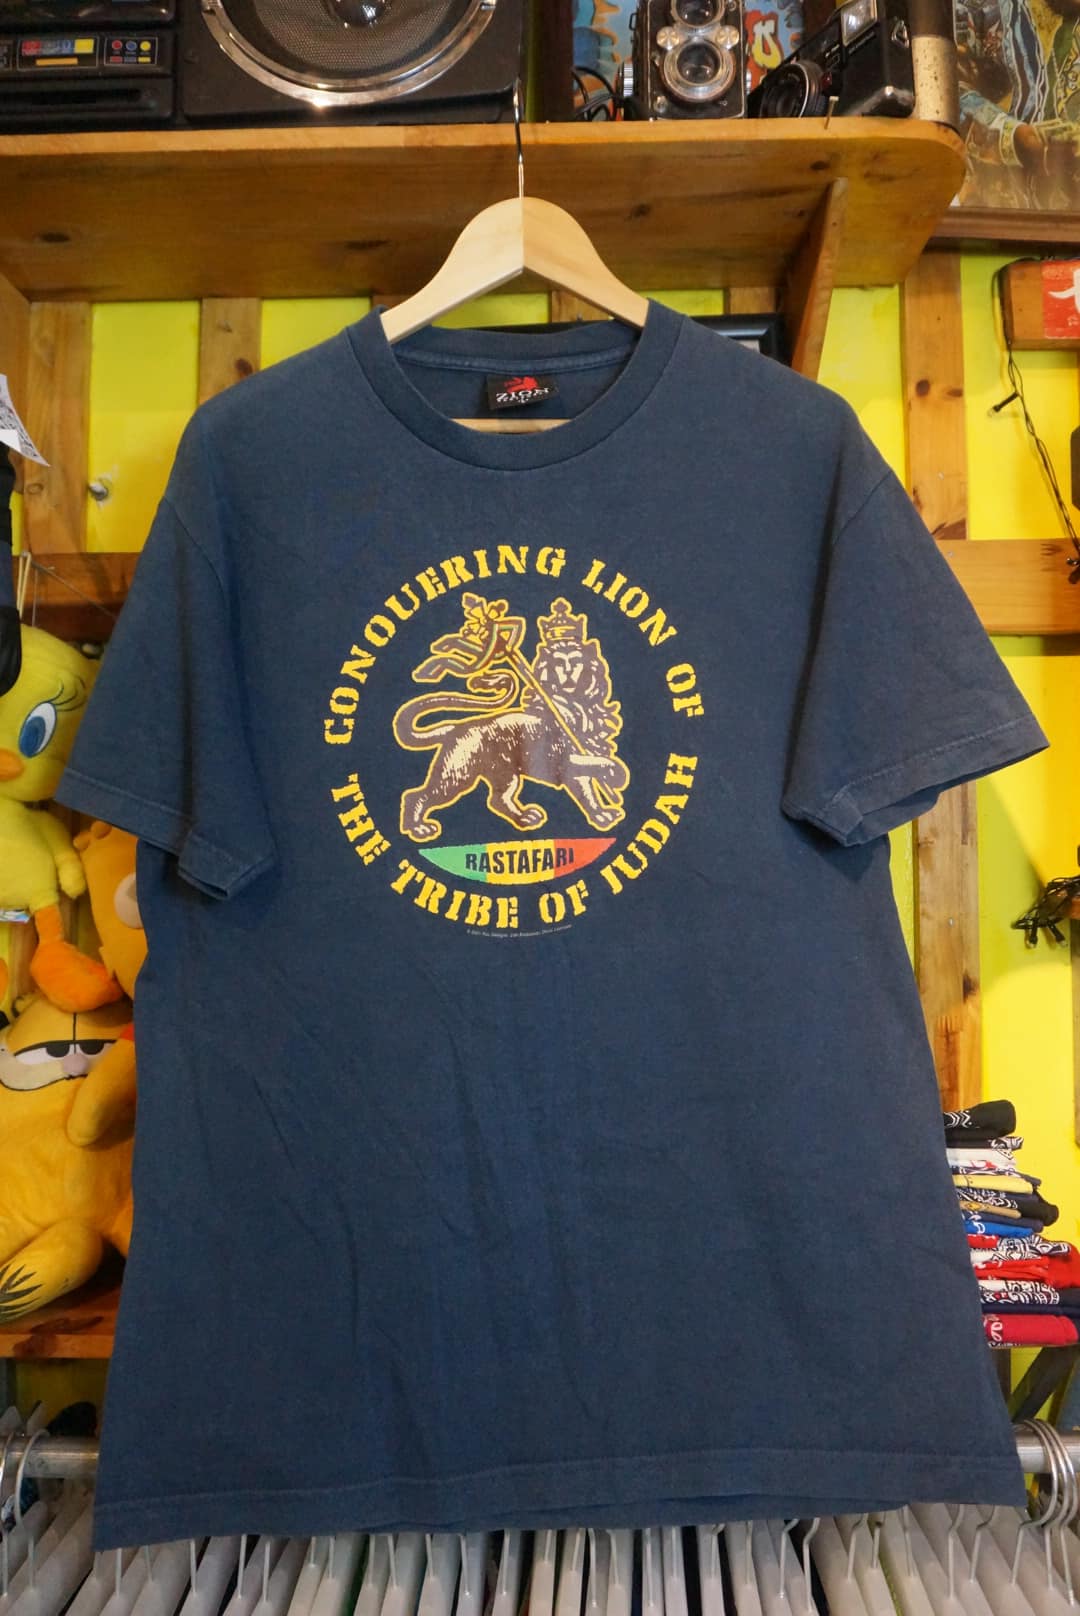 ZION
CONQUERING LION OF
THE TRIBE OF JUDAH
RASTAFARI